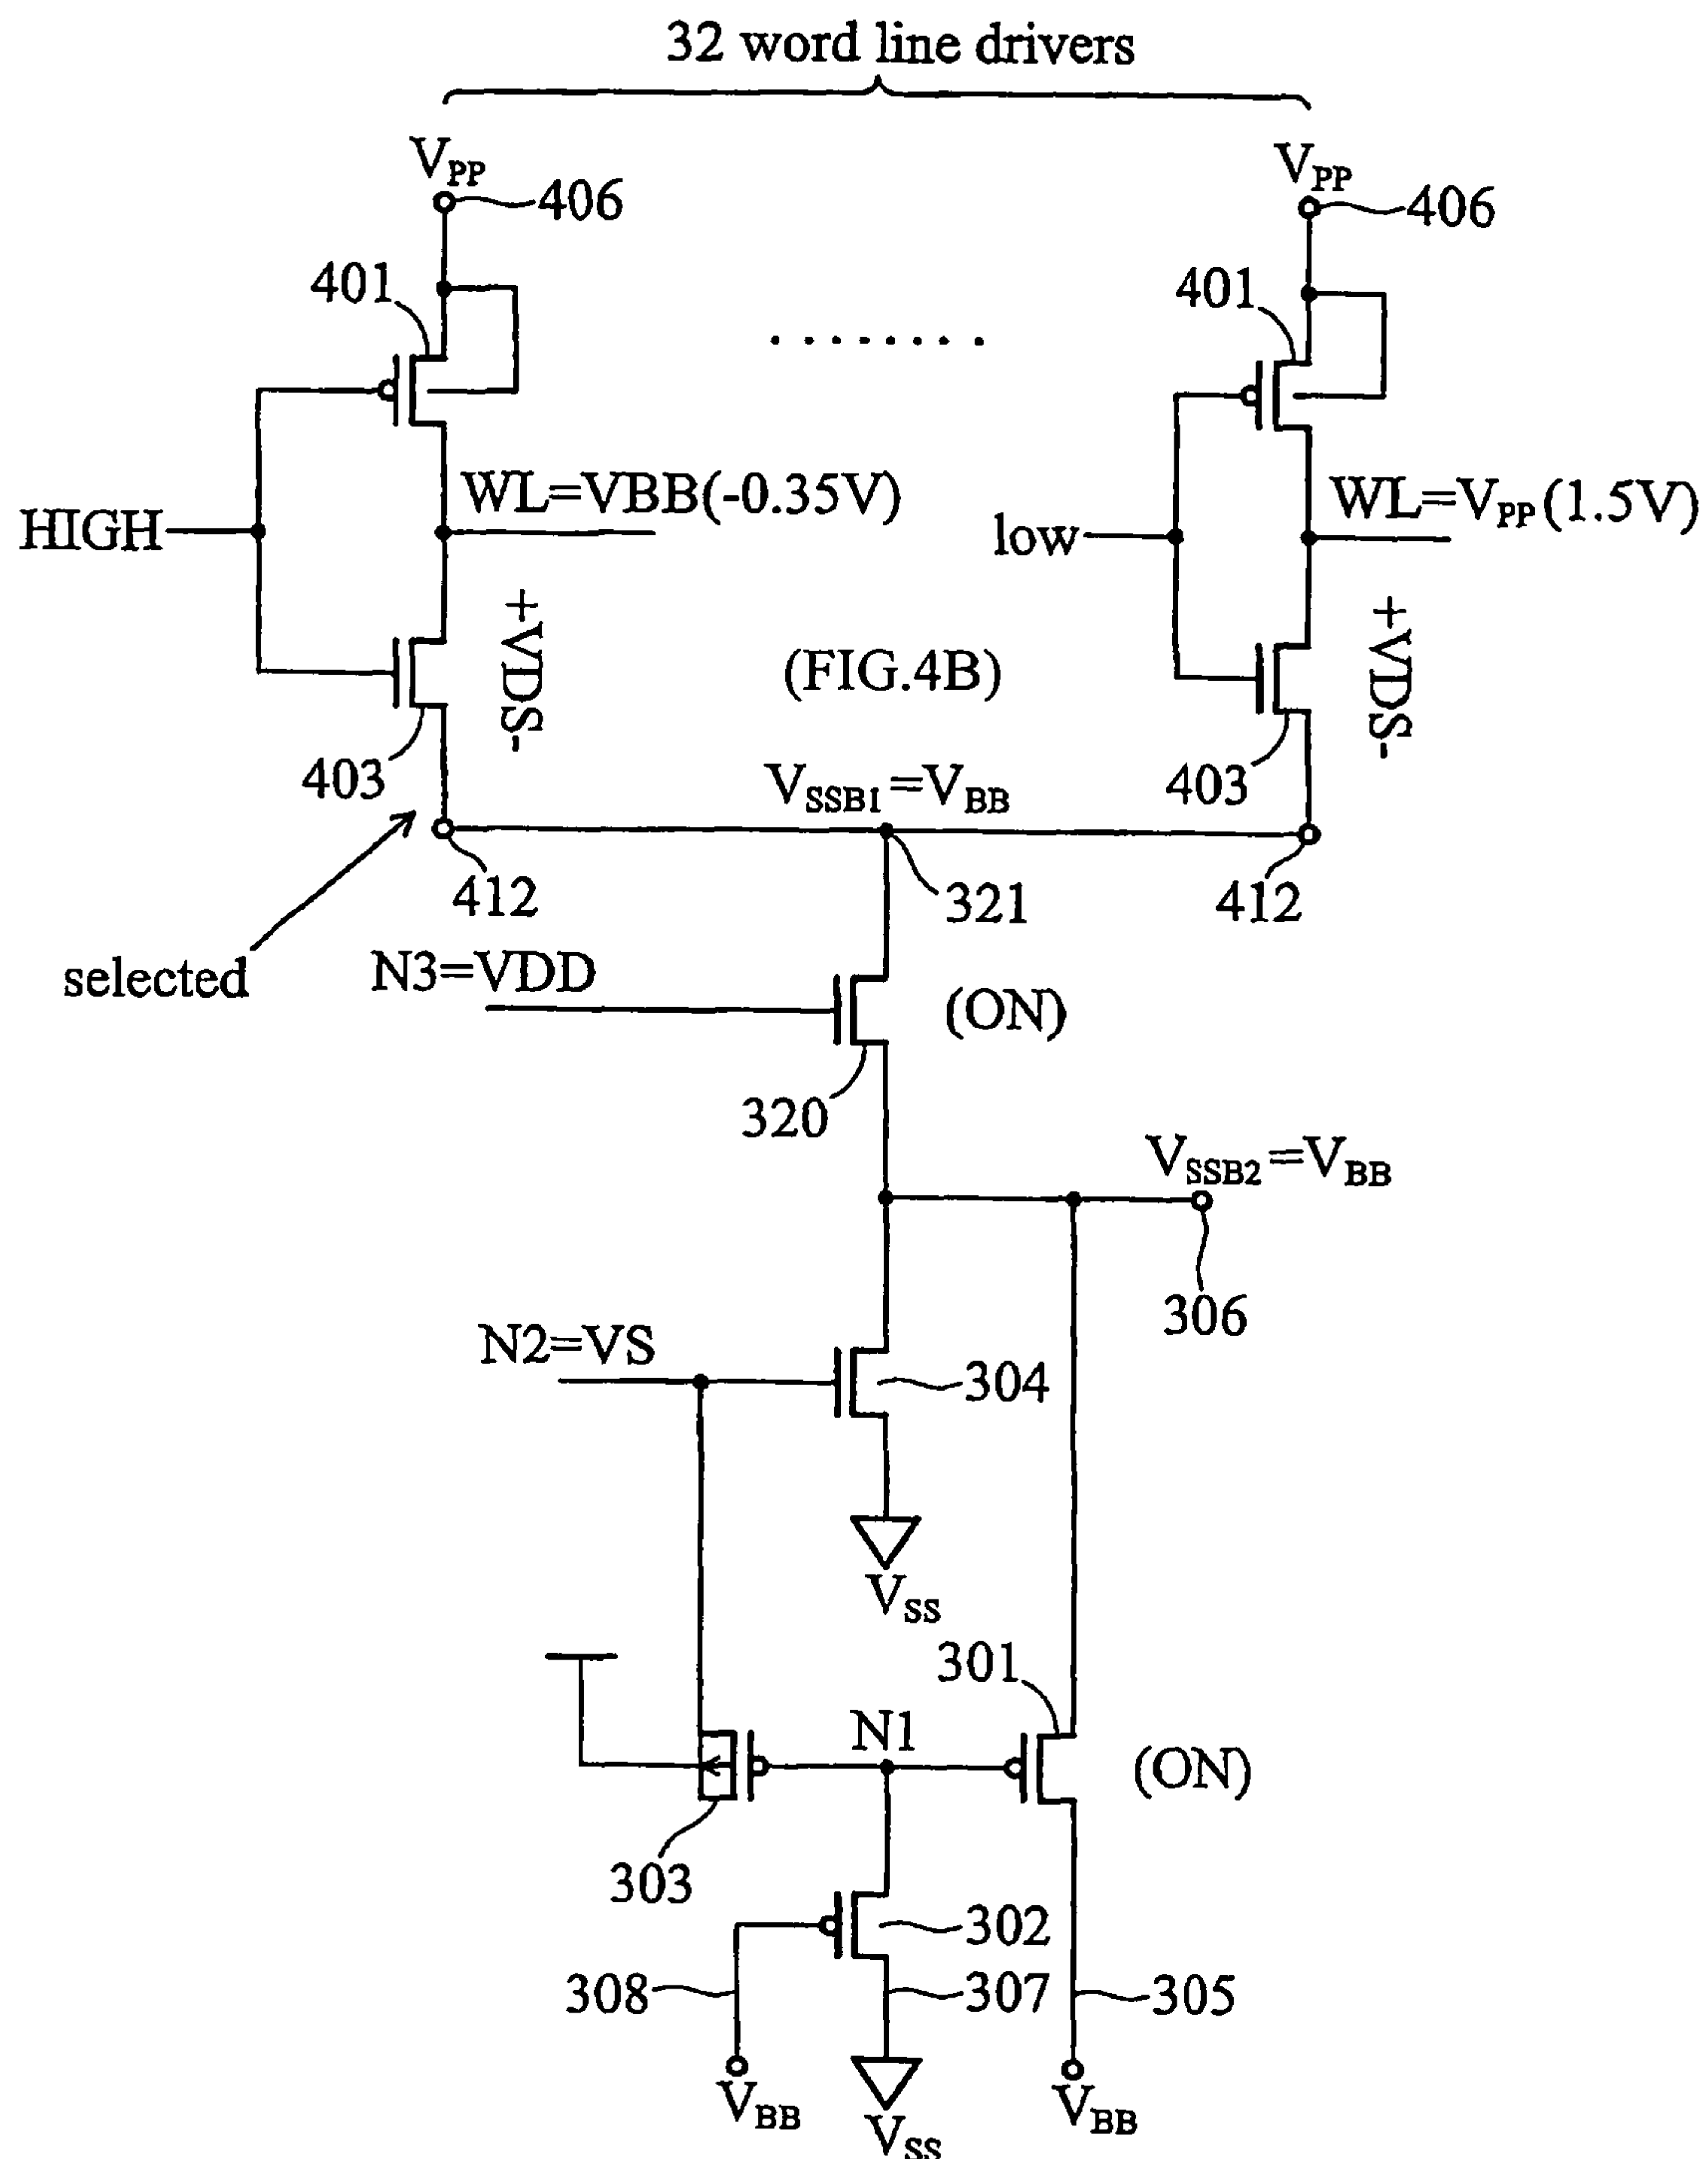 32 word line drivers
VPP
406
VPP
406
401
401
........
WL=VBB(-0.35V)
WL=VPP(1.5V)
HIGH
low
+VDS-
+VDS-
(FIG.4B)
403
403
VSSB1=VBB
412
321
412
selected
N3=VDD
(ON)
320
VSSB2=VBB
306
N2=VS
304
VSS
301
N1
(ON)
303
302
308
307
305
VBB
VSS
VBB